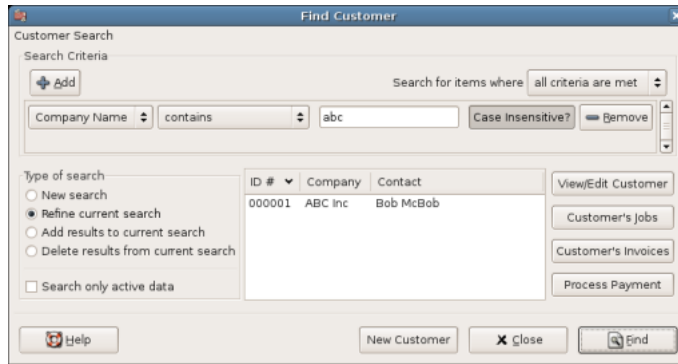 Find Customer
Customer Search
Search Criteria
Add
Search for items where all criteria are met
Company Name contains abc Case Insensitive? Remove
Type of search
New search
Refine current search
Add results to current search
Delete results from current search
Search only active data
ID # Company Contact
000001 ABC Inc Bob McBob
View/Edit Customer
Customer's Jobs
Customer's Invoices
Process Payment
Help New Customer Close Find